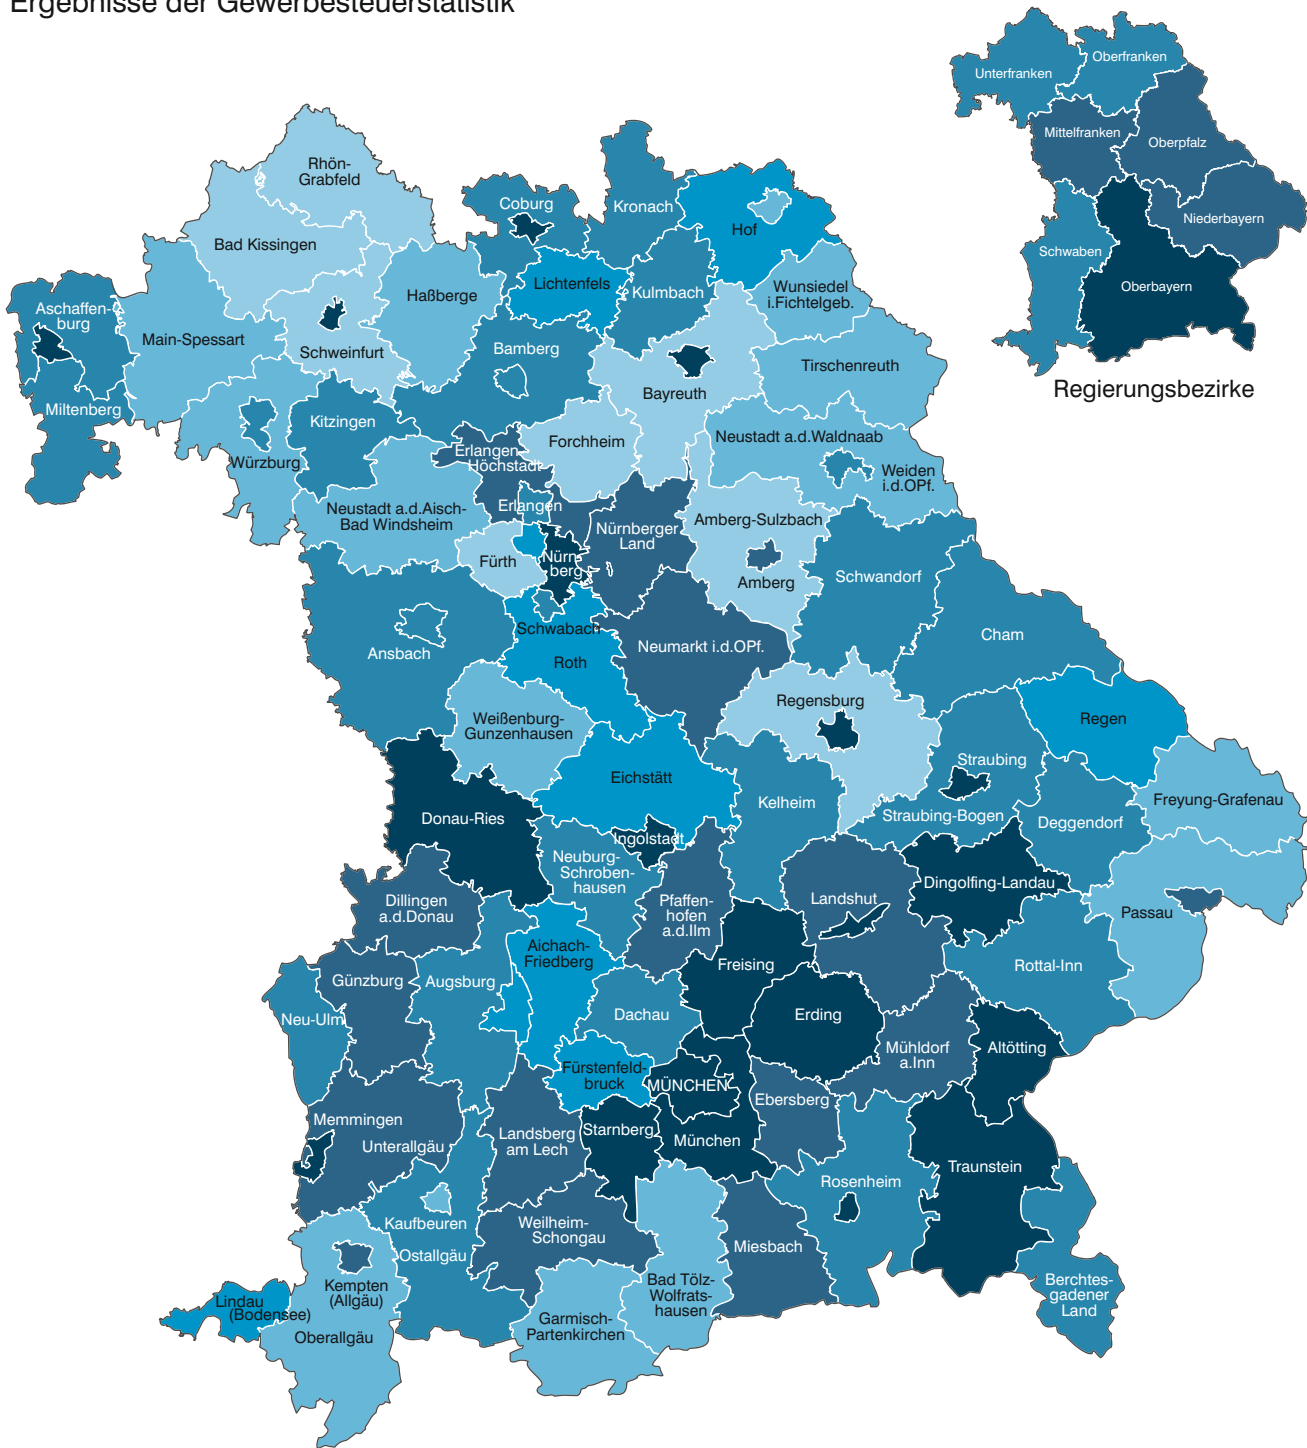 Ergebnisse der Gewerbesteuerstatistik
Unterfranken
Oberfranken
Mittelfranken
Oberpfalz
Niederbayern
Schwaben
Oberbayern
Regierungsbezirke
Rhön-
Grabfeld
Bad Kissingen
Coburg
Kronach
Hof
Lichtenfels
Kulmbach
Wunsiedel
i.Fichtelgeb.
Haßberge
Aschaffen-
burg
Main-Spessart
Schweinfurt
Bamberg
Tirschenreuth
Bayreuth
Miltenberg
Kitzingen
Forchheim
Neustadt a.d.Waldnaab
Erlangen-
Höchstadt
Würzburg
Weiden
i.d.OPf.
Neustadt a.d.Aisch-
Bad Windsheim
Erlangen
Nürnberger
Land
Amberg-Sulzbach
Fürth
Nürn-
berg
Amberg
Schwandorf
Schwabach
Roth
Cham
Ansbach
Neumarkt i.d.OPf.
Regensburg
Weißenburg-
Gunzenhausen
Regen
Eichstätt
Straubing
Kelheim
Freyung-Grafenau
Donau-Ries
Straubing-Bogen
Deggendorf
Ingolstadt
Neuburg-
Schroben-
hausen
Dingolfing-Landau
Dillingen
a.d.Donau
Pfaffen-
hofen
a.d.Ilm
Landshut
Passau
Aichach-
Friedberg
Freising
Rottal-Inn
Günzburg
Augsburg
Neu-Ulm
Dachau
Erding
Mühldorf
a.Inn
Altötting
Fürstenfeld-
bruck
MÜNCHEN
Ebersberg
Memmingen
Unterallgäu
Landsberg
am Lech
Starnberg
München
Traunstein
Rosenheim
Kaufbeuren
Ostallgäu
Weilheim-
Schongau
Miesbach
Kempten
(Allgäu)
Bad Tölz-
Wolfrats-
hausen
Berchtes-
gadener
Land
Lindau
(Bodensee)
Oberallgäu
Garmisch-
Partenkirchen